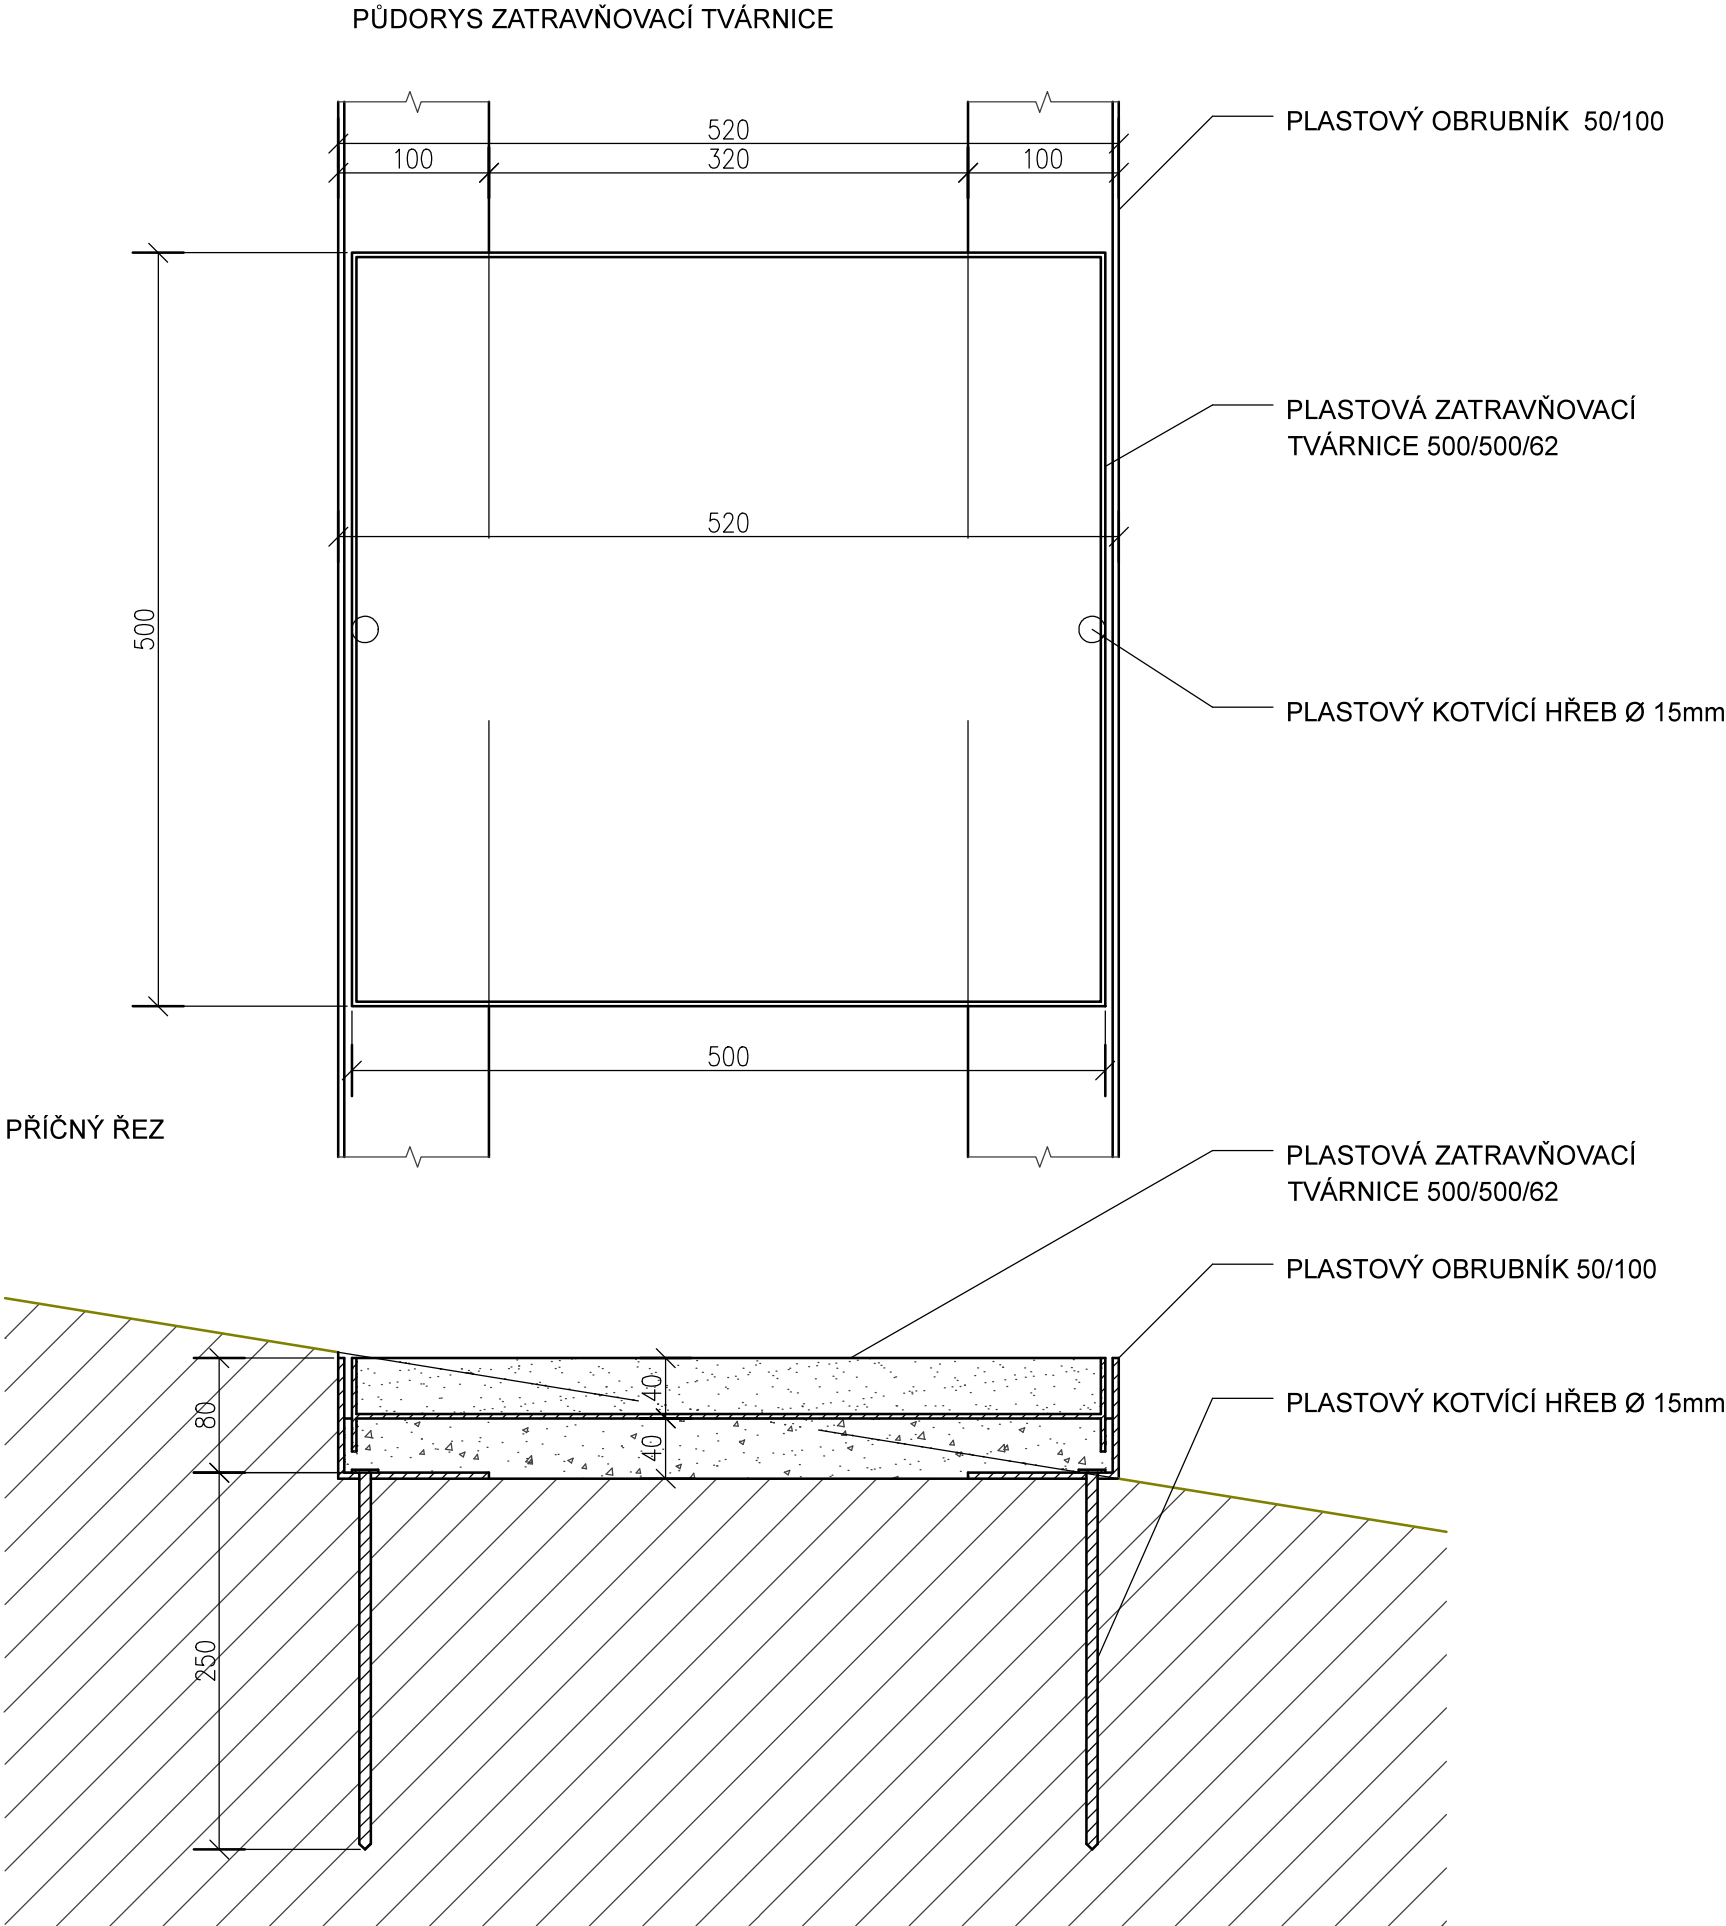 PŮDORYS ZATRAVŇOVACÍ TVÁRNICE
PLASTOVÝ OBRUBNÍK 50/100
520
100
320
100
PLASTOVÁ ZATRAVŇOVACÍ
TVÁRNICE 500/500/62
520
500
PLASTOVÝ KOTVÍCÍ HŘEB Ø 15mm
500
PŘÍČNÝ ŘEZ
PLASTOVÁ ZATRAVŇOVACÍ
TVÁRNICE 500/500/62
PLASTOVÝ OBRUBNÍK 50/100
40
80
PLASTOVÝ KOTVÍCÍ HŘEB Ø 15mm
40
250